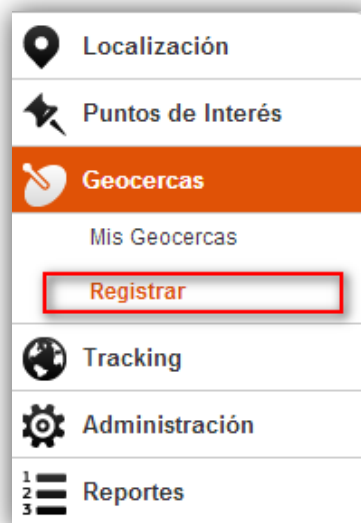 Localización
Puntos de Interés
Geocercas
Mis Geocercas
Registrar
Tracking
Administración
1
2
3
Reportes